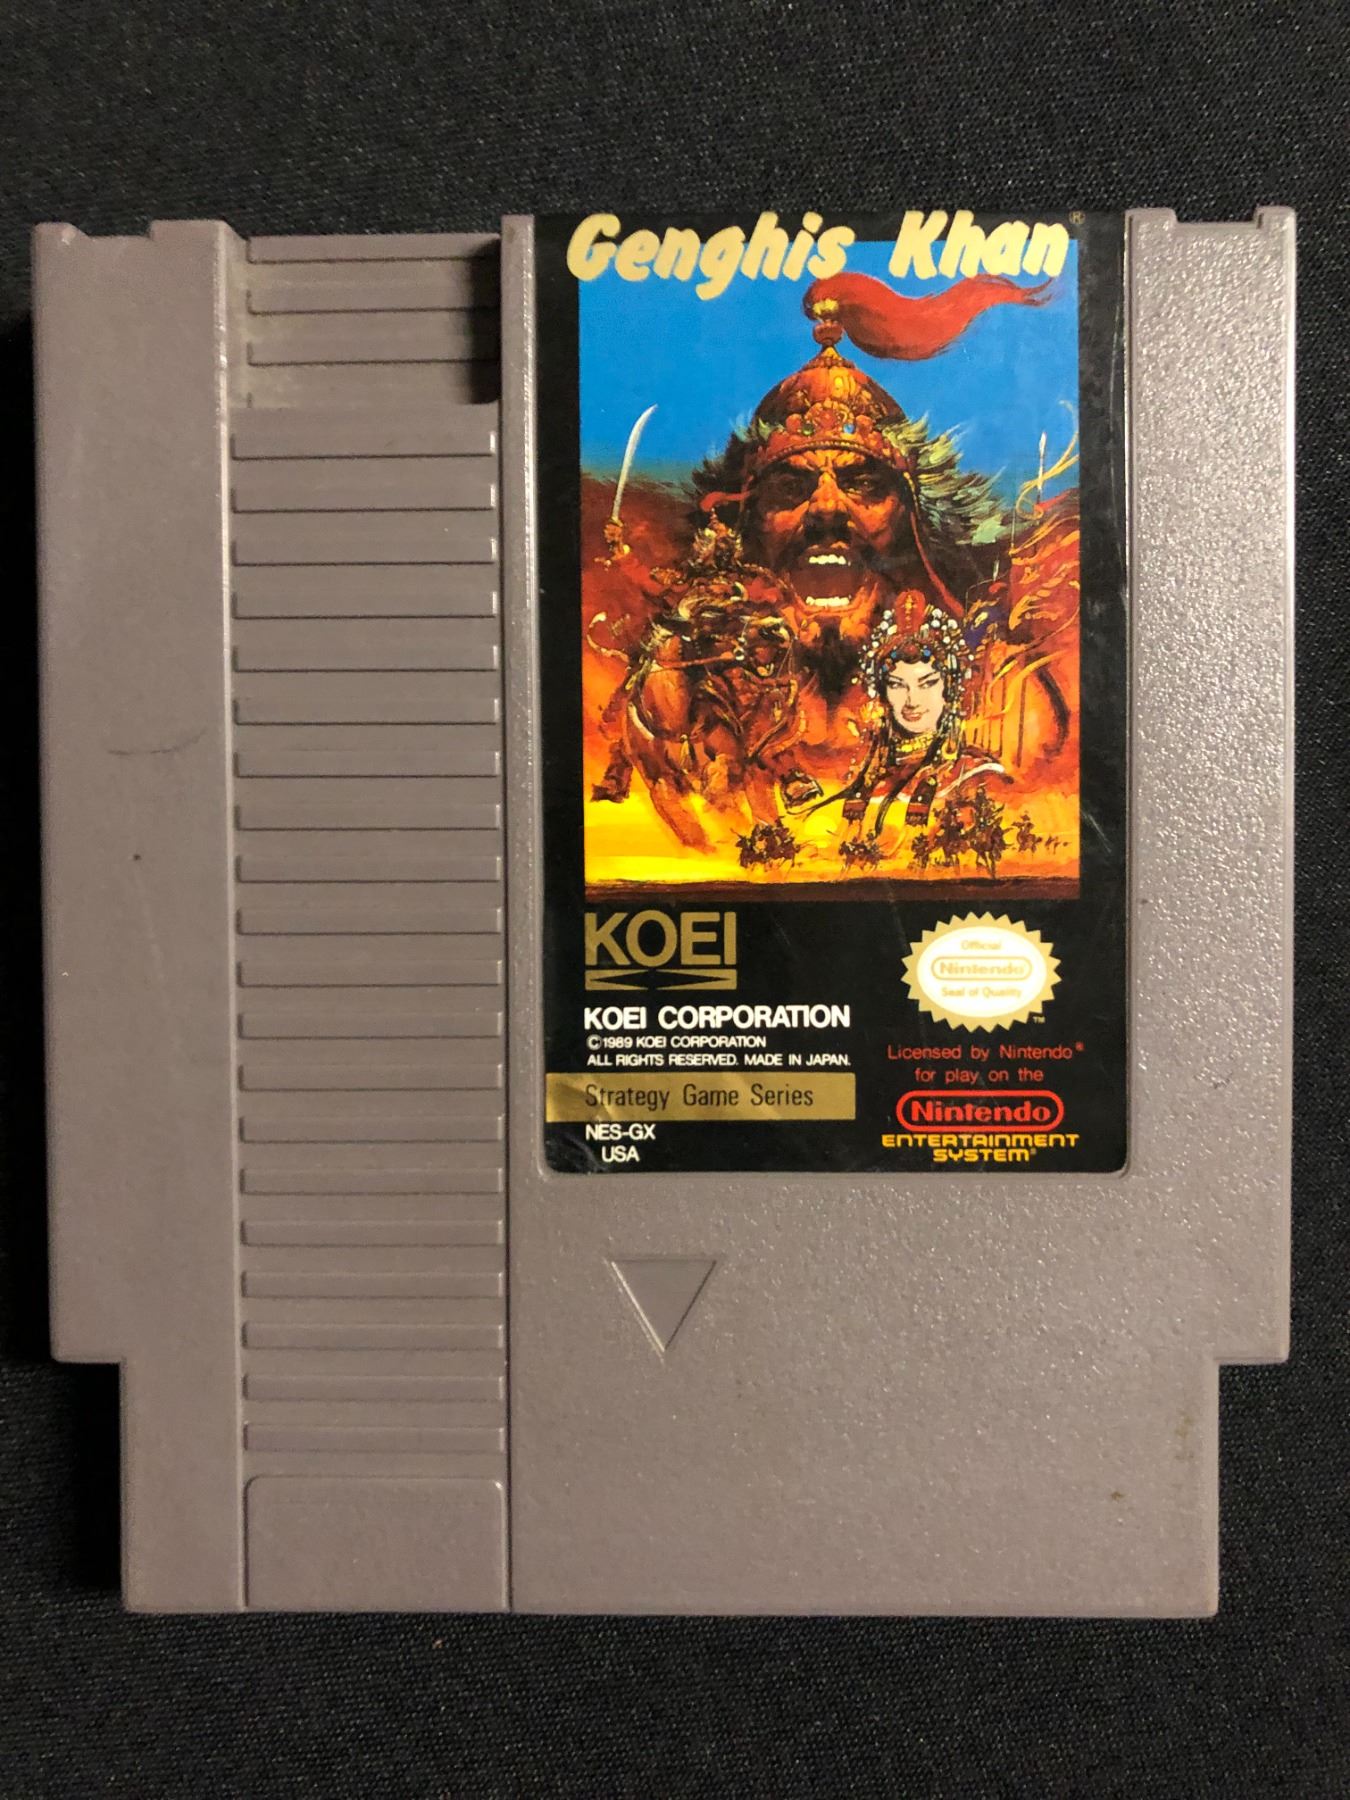 Genghis Khan®
KOEI
KOEI CORPORATION
©1989 KOEI CORPORATION
ALL RIGHTS RESERVED. MADE IN JAPAN.
Strategy Game Series
NES-GX
USA
Official
Nintendo
Seal of Quality
TM
Licensed by Nintendo®
for play on the
Nintendo
ENTERTAINMENT
SYSTEM®